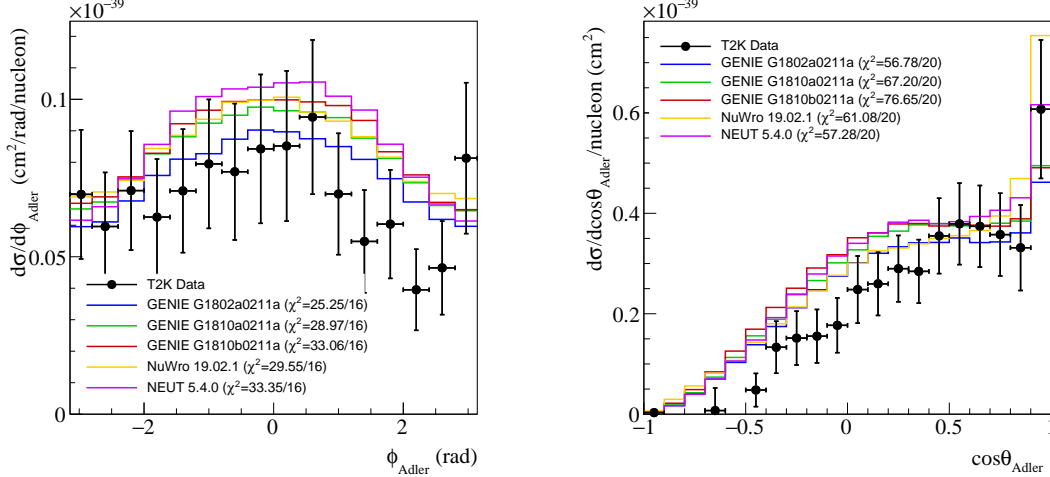 ×10⁻³⁹
dσ/dϕ_Adler (cm²/rad/nucleon)
0.1
0.05
0
T2K Data
GENIE G1802a0211a (χ²=25.25/16)
GENIE G1810a0211a (χ²=28.97/16)
GENIE G1810b0211a (χ²=33.06/16)
NuWro 19.02.1 (χ²=29.55/16)
NEUT 5.4.0 (χ²=33.35/16)
−2 0 2
ϕ_Adler (rad)
×10⁻³⁹
dσ/dcosθ_Adler/nucleon (cm²)
0.6
0.4
0.2
0
T2K Data
GENIE G1802a0211a (χ²=56.78/20)
GENIE G1810a0211a (χ²=67.20/20)
GENIE G1810b0211a (χ²=76.65/20)
NuWro 19.02.1 (χ²=61.08/20)
NEUT 5.4.0 (χ²=57.28/20)
−1 −0.5 0 0.5 1
cosθ_Adler